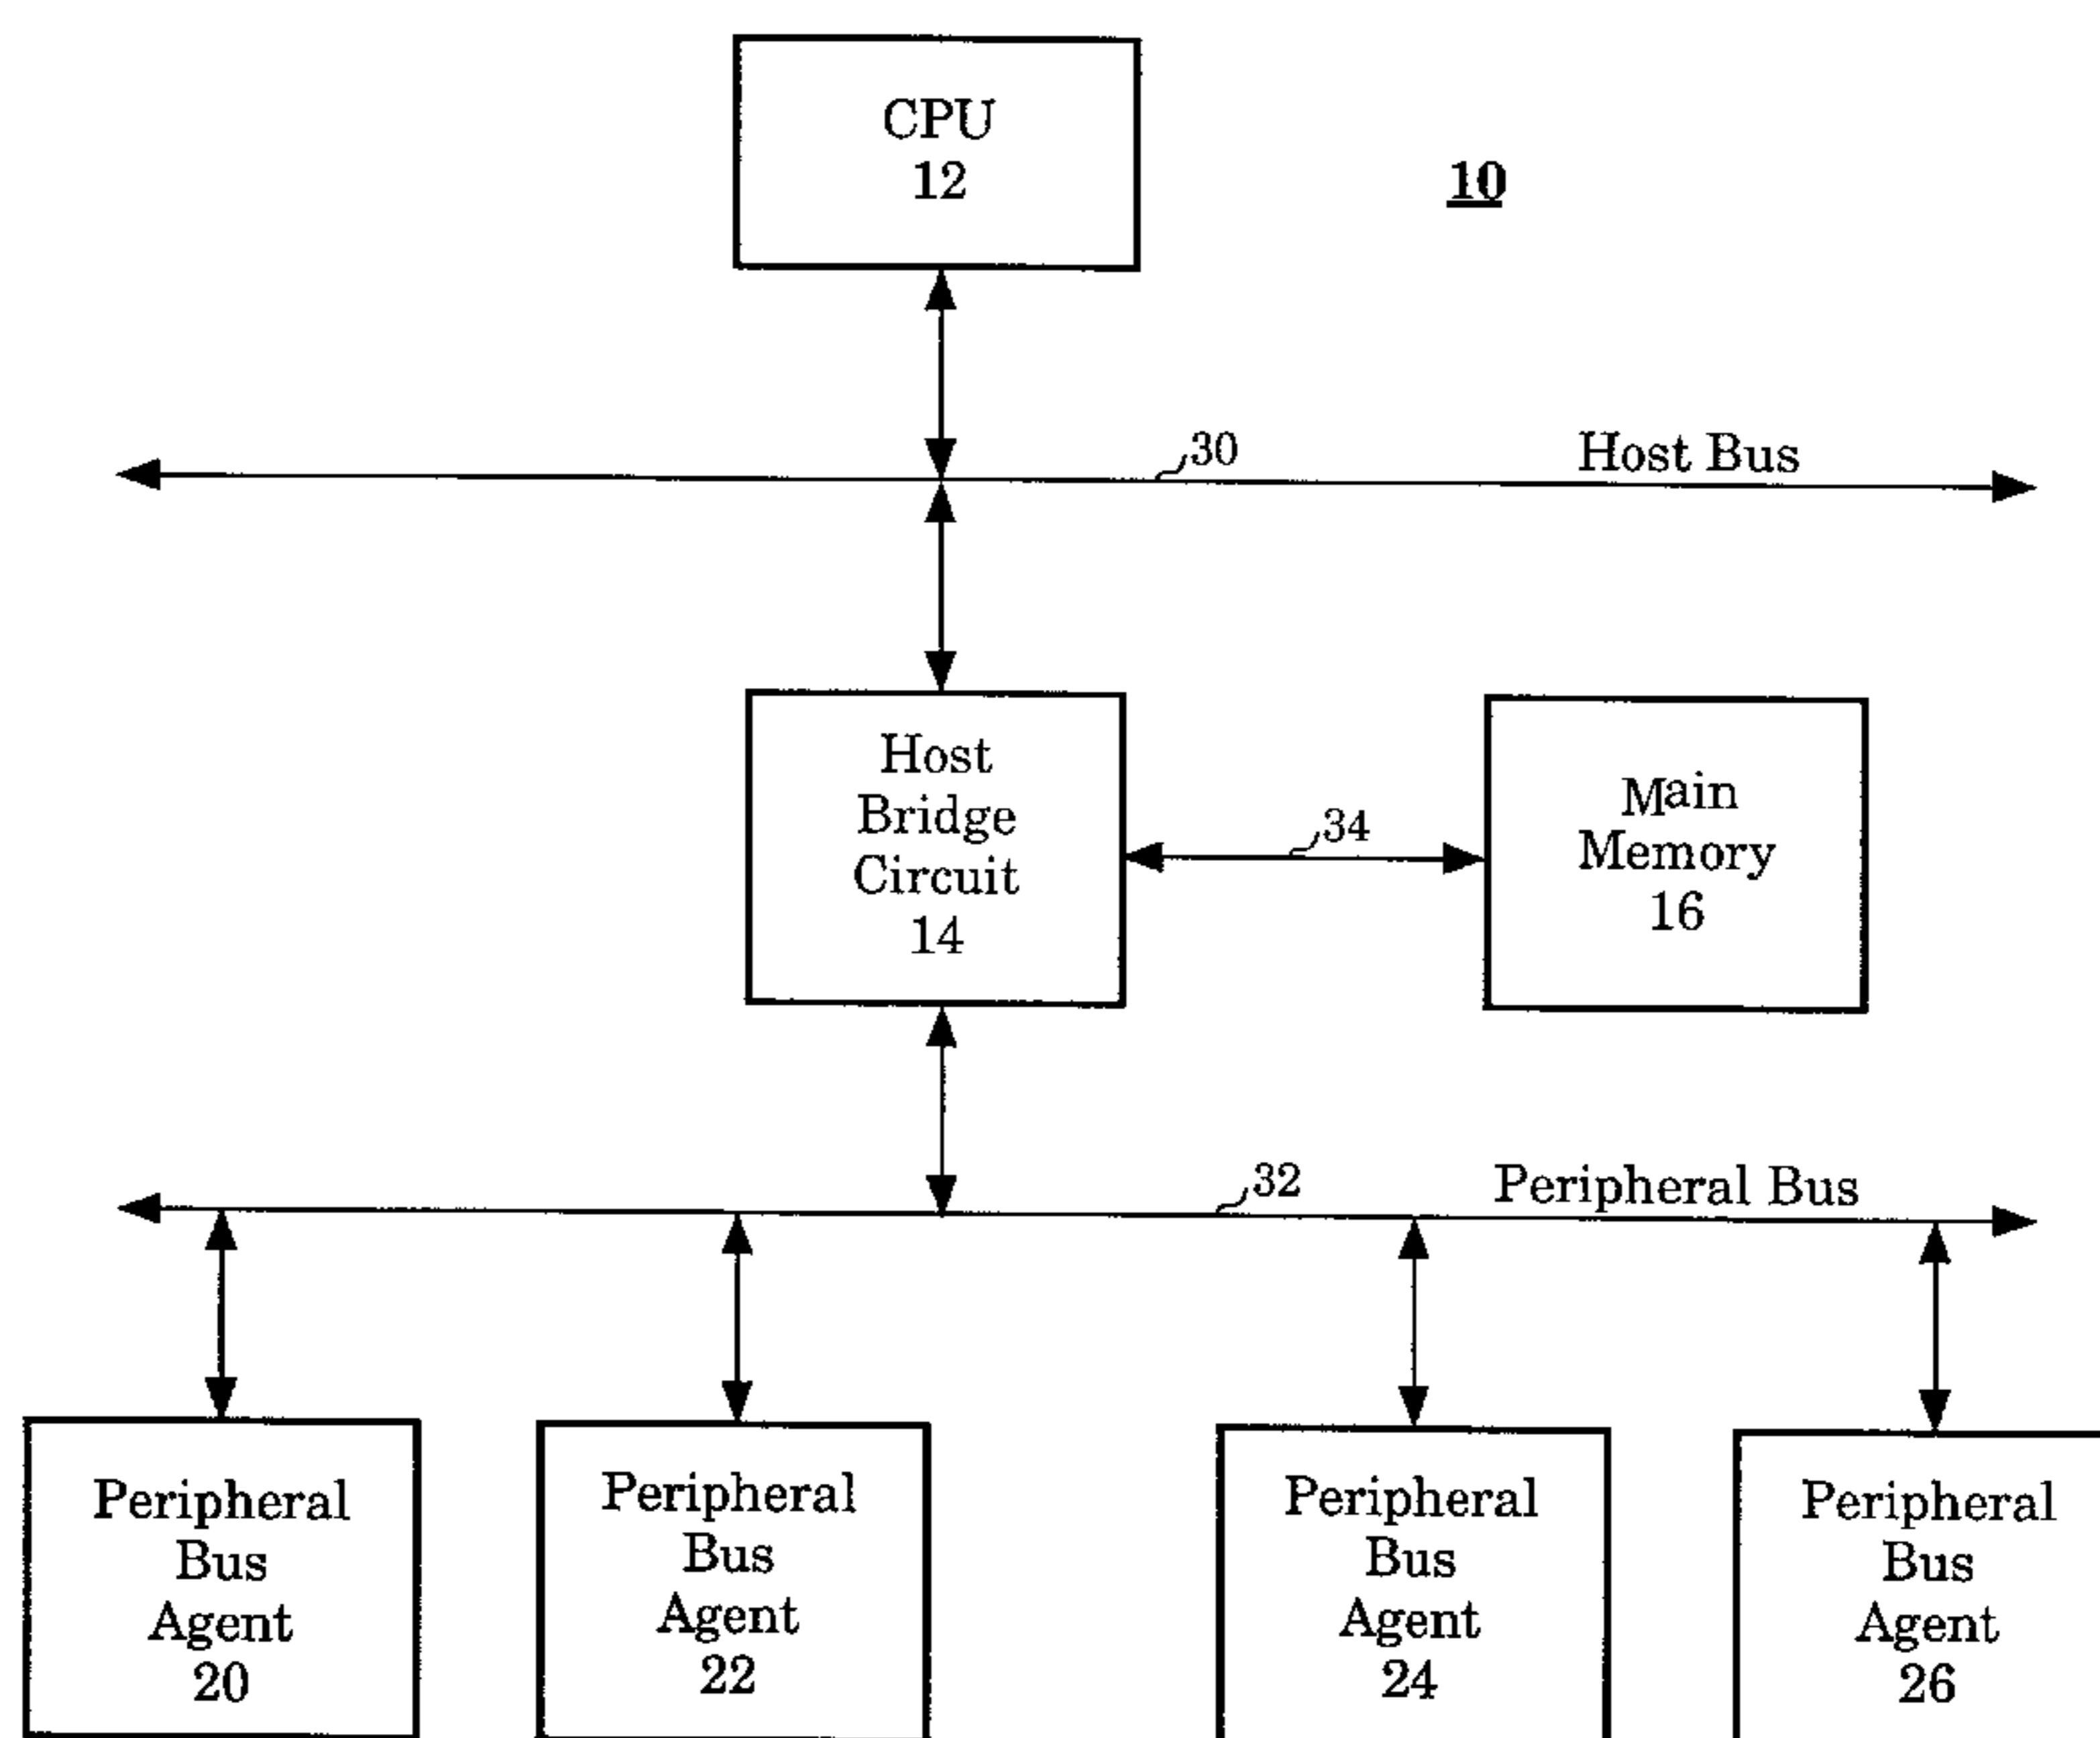 CPU
12
10
30
Host Bus
Host
Bridge
Circuit
14
34
Main
Memory
16
32
Peripheral Bus
Peripheral
Bus
Agent
20
Peripheral
Bus
Agent
22
Peripheral
Bus
Agent
24
Peripheral
Bus
Agent
26